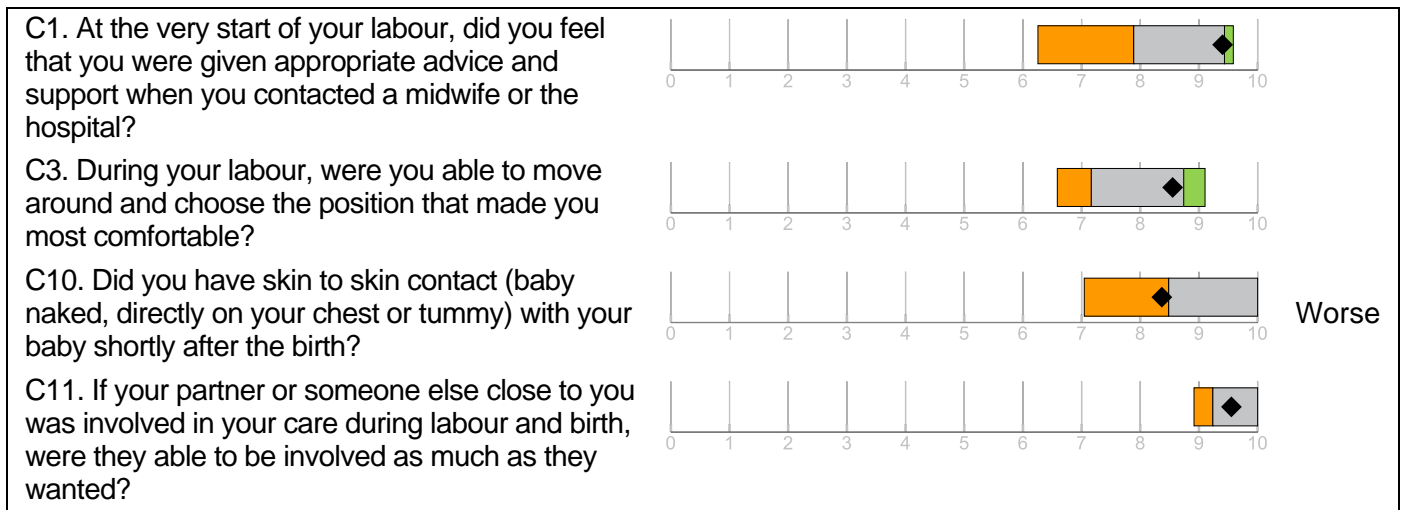 C1. At the very start of your labour, did you feel
that you were given appropriate advice and
support when you contacted a midwife or the
hospital?
0 1 2 3 4 5 6 7 8 9 10
C3. During your labour, were you able to move
around and choose the position that made you
most comfortable?
0 1 2 3 4 5 6 7 8 9 10
C10. Did you have skin to skin contact (baby
naked, directly on your chest or tummy) with your
baby shortly after the birth?
0 1 2 3 4 5 6 7 8 9 10
Worse
C11. If your partner or someone else close to you
was involved in your care during labour and birth,
were they able to be involved as much as they
wanted?
0 1 2 3 4 5 6 7 8 9 10